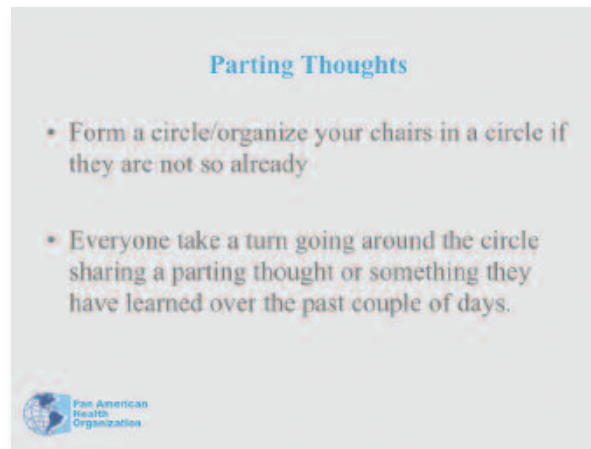 Parting Thoughts
• Form a circle/organize your chairs in a circle if
they are not so already
• Everyone take a turn going around the circle
sharing a parting thought or something they
have learned over the past couple of days.
Pan American
Health
Organization